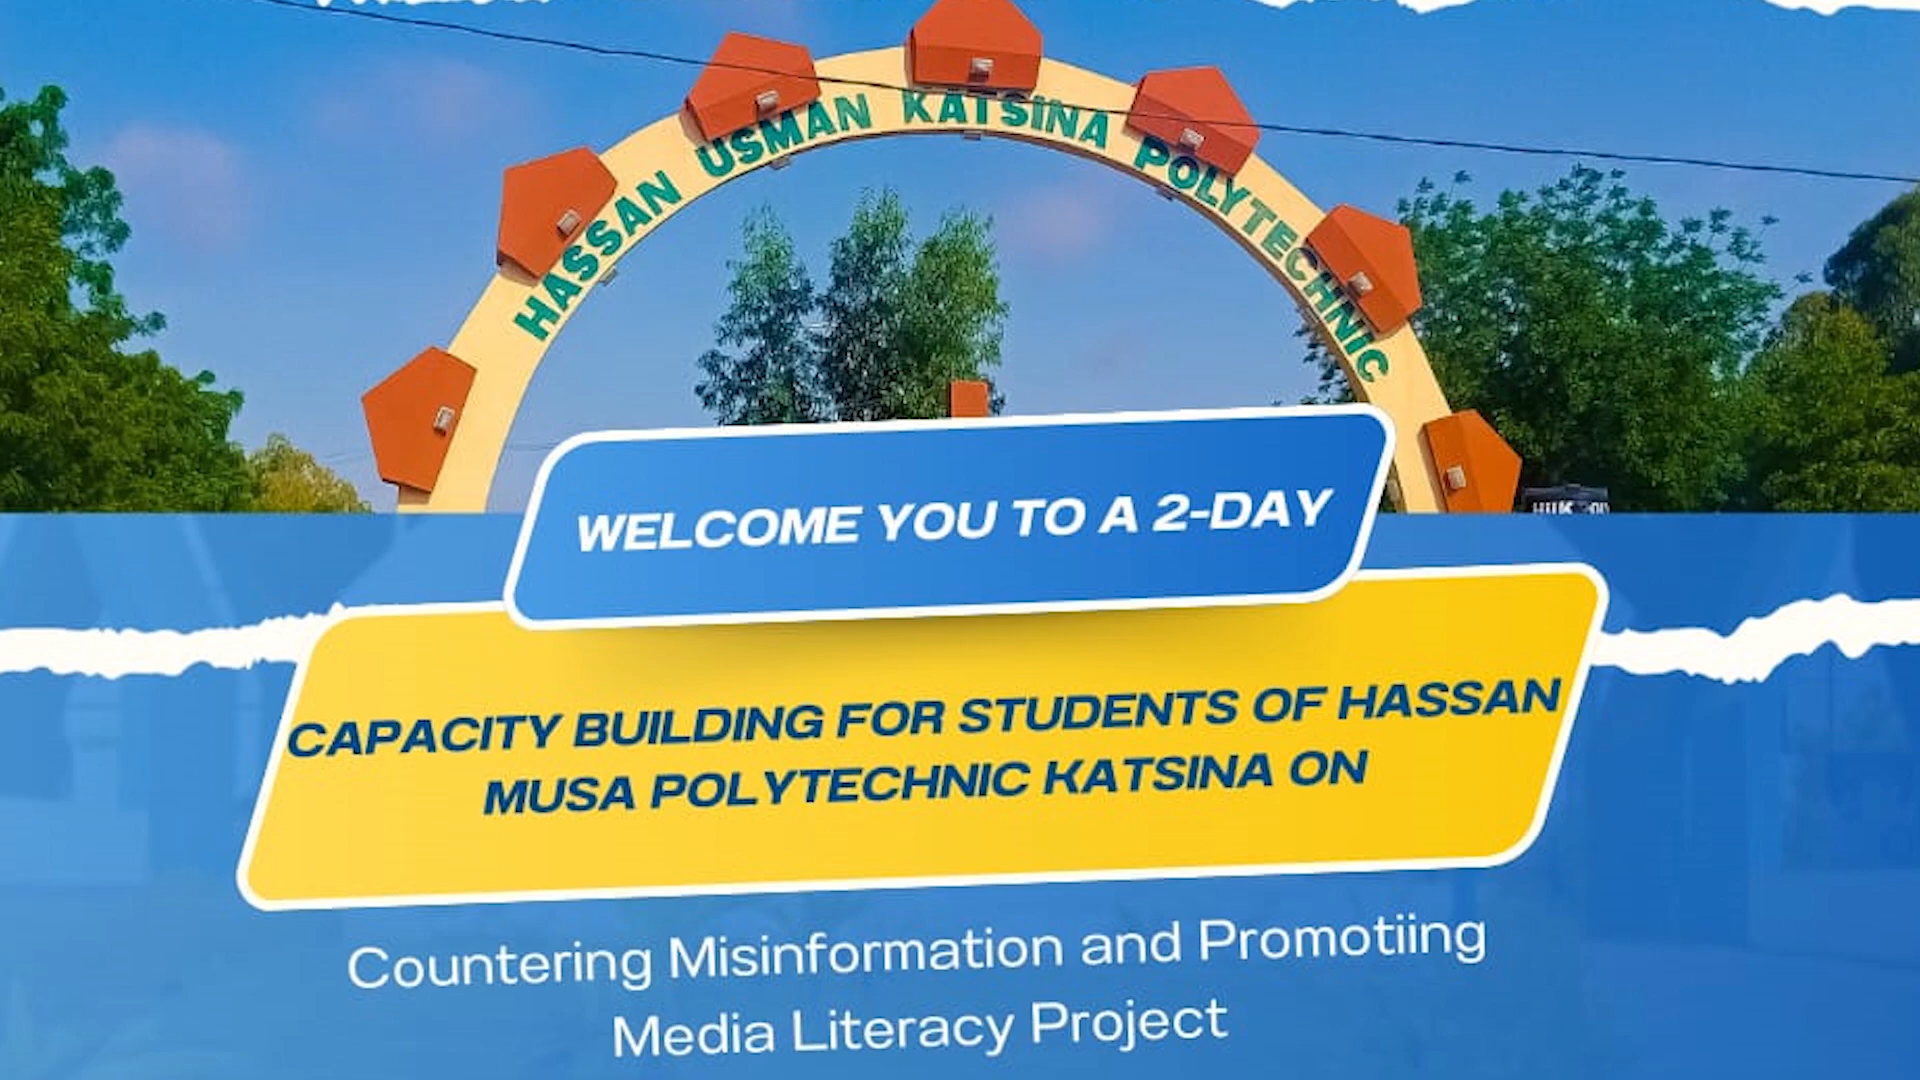 HASSAN USMAN KATSINA POLYTECHNIC
WELCOME YOU TO A 2-DAY
CAPACITY BUILDING FOR STUDENTS OF HASSAN
MUSA POLYTECHNIC KATSINA ON
Countering Misinformation and Promotiing
Media Literacy Project